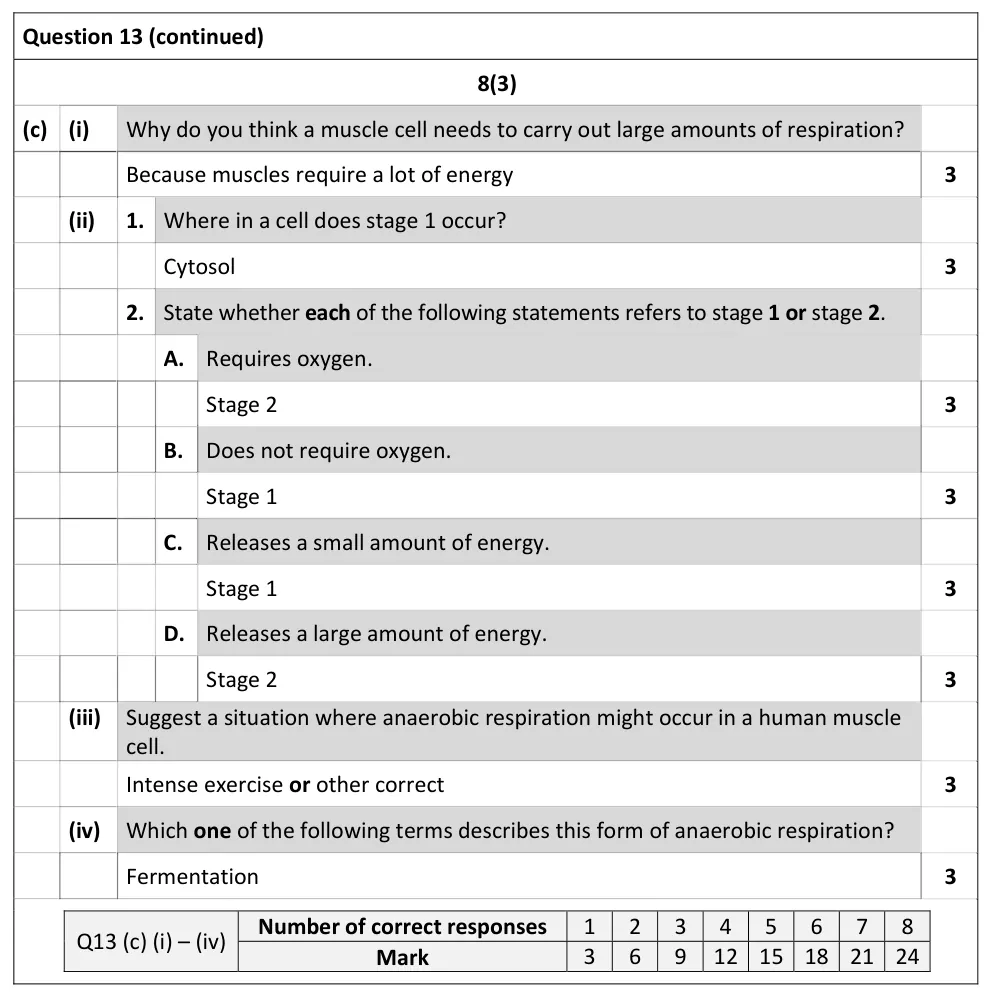 Question 13 (continued)
8(3)
(c) (i) Why do you think a muscle cell needs to carry out large amounts of respiration?
Because muscles require a lot of energy 3
(ii) 1. Where in a cell does stage 1 occur?
Cytosol 3
2. State whether each of the following statements refers to stage 1 or stage 2.
A. Requires oxygen.
Stage 2 3
B. Does not require oxygen.
Stage 1 3
C. Releases a small amount of energy.
Stage 1 3
D. Releases a large amount of energy.
Stage 2 3
(iii) Suggest a situation where anaerobic respiration might occur in a human muscle
cell.
Intense exercise or other correct 3
(iv) Which one of the following terms describes this form of anaerobic respiration?
Fermentation 3
Q13 (c) (i) – (iv) Number of correct responses 1 2 3 4 5 6 7 8
Mark 3 6 9 12 15 18 21 24